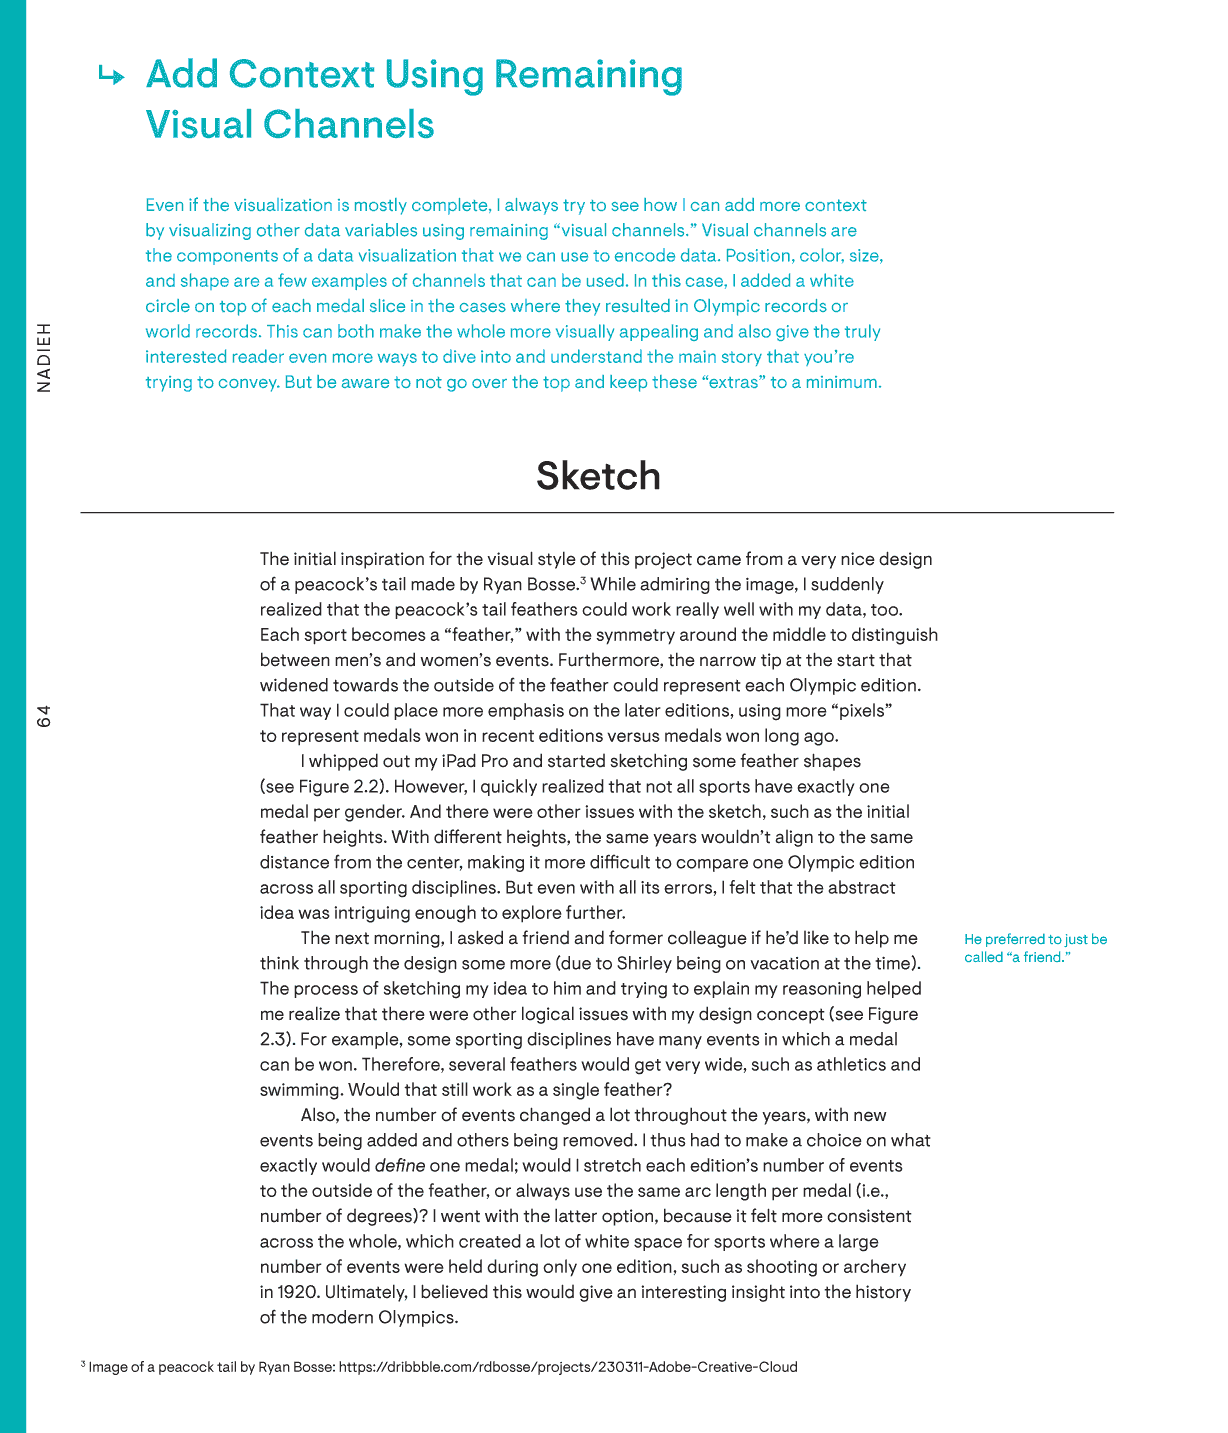 ↳ Add Context Using Remaining
Visual Channels
Even if the visualization is mostly complete, I always try to see how I can add more context
by visualizing other data variables using remaining “visual channels.” Visual channels are
the components of a data visualization that we can use to encode data. Position, color, size,
and shape are a few examples of channels that can be used. In this case, I added a white
circle on top of each medal slice in the cases where they resulted in Olympic records or
world records. This can both make the whole more visually appealing and also give the truly
interested reader even more ways to dive into and understand the main story that you’re
trying to convey. But be aware to not go over the top and keep these “extras” to a minimum.
NADIEH
64
Sketch
The initial inspiration for the visual style of this project came from a very nice design
of a peacock’s tail made by Ryan Bosse.³ While admiring the image, I suddenly
realized that the peacock’s tail feathers could work really well with my data, too.
Each sport becomes a “feather,” with the symmetry around the middle to distinguish
between men’s and women’s events. Furthermore, the narrow tip at the start that
widened towards the outside of the feather could represent each Olympic edition.
That way I could place more emphasis on the later editions, using more “pixels”
to represent medals won in recent editions versus medals won long ago.
I whipped out my iPad Pro and started sketching some feather shapes
(see Figure 2.2). However, I quickly realized that not all sports have exactly one
medal per gender. And there were other issues with the sketch, such as the initial
feather heights. With different heights, the same years wouldn’t align to the same
distance from the center, making it more difficult to compare one Olympic edition
across all sporting disciplines. But even with all its errors, I felt that the abstract
idea was intriguing enough to explore further.
The next morning, I asked a friend and former colleague if he’d like to help me
think through the design some more (due to Shirley being on vacation at the time).
The process of sketching my idea to him and trying to explain my reasoning helped
me realize that there were other logical issues with my design concept (see Figure
2.3). For example, some sporting disciplines have many events in which a medal
can be won. Therefore, several feathers would get very wide, such as athletics and
swimming. Would that still work as a single feather?
He preferred to just be
called “a friend.”
Also, the number of events changed a lot throughout the years, with new
events being added and others being removed. I thus had to make a choice on what
exactly would define one medal; would I stretch each edition’s number of events
to the outside of the feather, or always use the same arc length per medal (i.e.,
number of degrees)? I went with the latter option, because it felt more consistent
across the whole, which created a lot of white space for sports where a large
number of events were held during only one edition, such as shooting or archery
in 1920. Ultimately, I believed this would give an interesting insight into the history
of the modern Olympics.
³ Image of a peacock tail by Ryan Bosse: https://dribbble.com/rdbosse/projects/230311-Adobe-Creative-Cloud